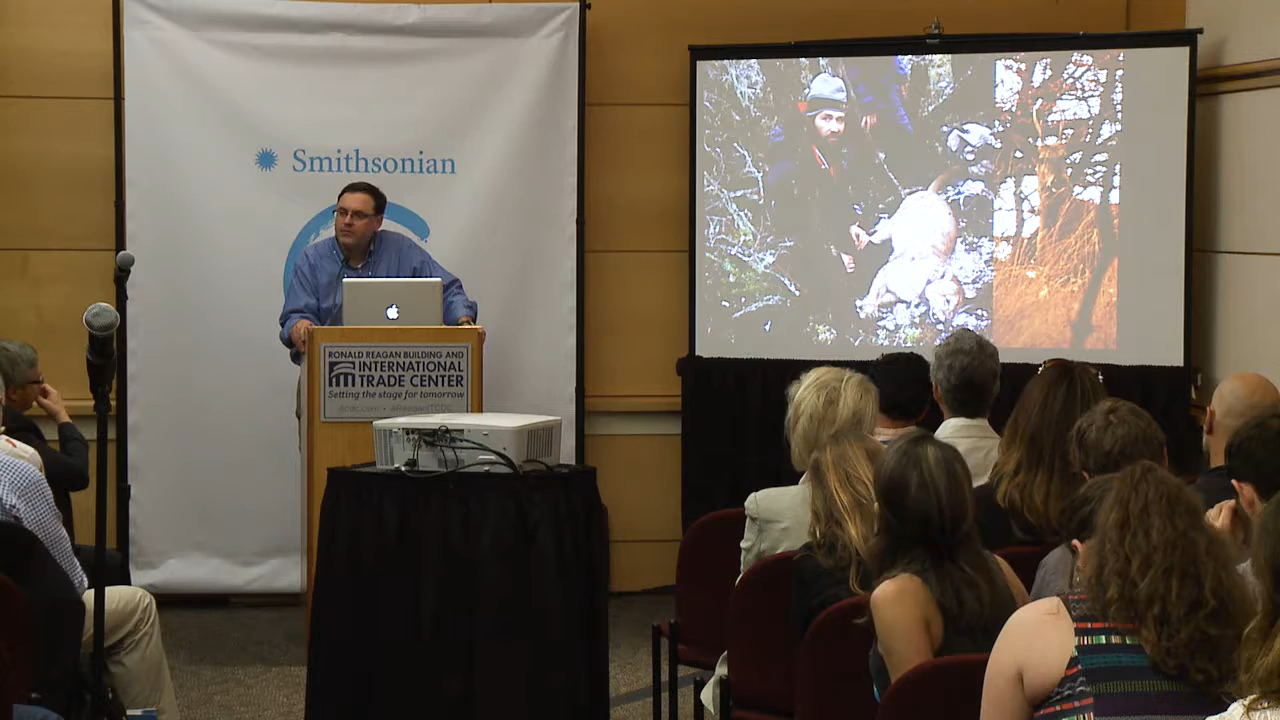 Smithsonian
RONALD REAGAN BUILDING AND
INTERNATIONAL
TRADE CENTER
Setting the stage for tomorrow